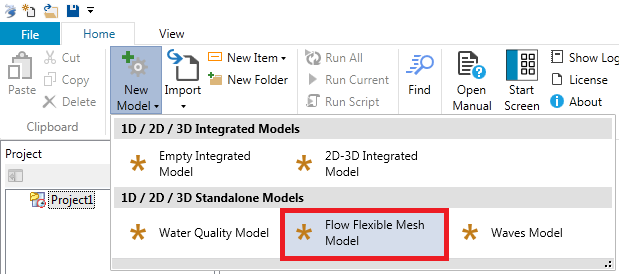 File Home View
Cut
Copy
Delete
Paste
Clipboard
New
Model
Import
New Item
New Folder
Run All
Run Current
Run Script
Find
Open
Manual
Start
Screen
Show Log
License
About
1D / 2D / 3D Integrated Models
Empty Integrated
Model
2D-3D Integrated
Model
1D / 2D / 3D Standalone Models
Water Quality Model
Flow Flexible Mesh
Model
Waves Model
Project
Project1